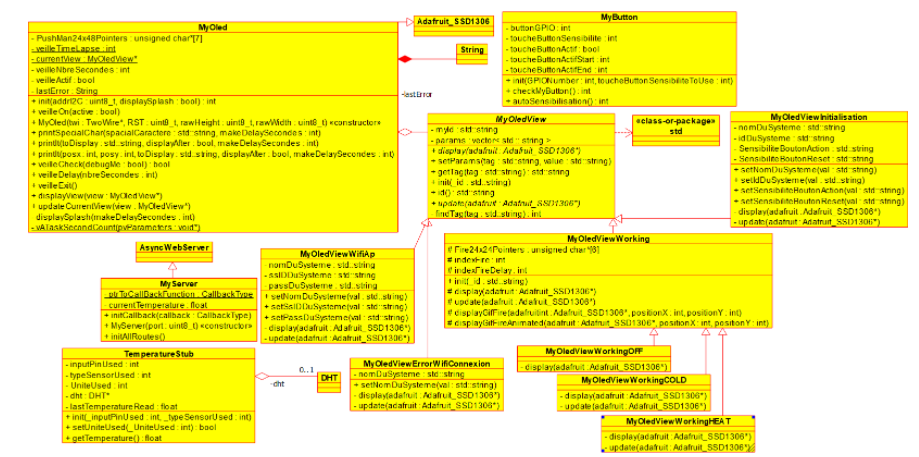 MyOled
- PushMan24x48Pointers : unsigned char*[7]
- veilleTimeLapse : int
- currentView : MyOledView*
- veilleNbreSecondes : int
- veilleActif : bool
- lastError : String
+ init(addrI2C : uint8_t, displaySplash : bool) : int
+ veilleOn(active : bool)
+ MyOled(twi : TwoWire*, RST : uint8_t, rawHeight : uint8_t, rawWidth : uint8_t) «constructor»
+ printSpecialChar(spacialCaractere : std::string, makeDelaySecondes : int)
+ printIt(toDisplay : std::string, displayAfter : bool, makeDelaySecondes : int)
+ printIt(posx : int, posy : int, toDisplay : std::string, displayAfter : bool, makeDelaySecondes : int)
+ veilleCheck(debugMe : bool) : bool
+ veilleDelay(nbreSecondes : int)
+ veilleExit()
+ displayView(view : MyOledView*)
+ updateCurrentView(view : MyOledView*)
displaySplash(makeDelaySecondes : int)
- vATaskSecondCount(pvParameters : void*)
Adafruit_SSD1306
String
-lastError
MyButton
- buttonGPIO : int
- toucheButtonSensibilite : int
- toucheButtonActif : bool
- toucheButtonActifStart : int
- toucheButtonActifEnd : int
+ init(GPIONumber : int, toucheButtonSensibiliteToUse : int)
+ checkMyButton() : int
+ autoSensibilisation() : int
MyOledView
- myId : std::string
- params : vector< std::string >
+ display(adafruit : Adafruit_SSD1306*)
+ setParams(tag : std::string, value : std::string)
+ getTag(tag : std::string) : std::string
+ init(_id : std::string)
+ id() : std::string
+ update(adafruit : Adafruit_SSD1306*)
findTag(tag : std::string) : int
«class-or-package»
std
MyOledViewInitialisation
- nomDuSysteme : std::string
- idDuSysteme : std::string
- SensibiliteBoutonAction : std::string
- SensibiliteBoutonReset : std::string
+ setNomDuSysteme(val : std::string)
+ setIdDuSysteme(val : std::string)
+ setSensibiliteBoutonAction(val : std::string)
+ setSensibiliteBoutonReset(val : std::string)
- display(adafruit : Adafruit_SSD1306*)
- update(adafruit : Adafruit_SSD1306*)
AsyncWebServer
MyServer
- ptrToCallBackFunction : CallbackType
- currentTemperature : float
+ initCallback(callback : CallbackType)
+ MyServer(port : uint8_t) «constructor»
+ initAllRoutes()
MyOledViewWifiAp
- nomDuSysteme : std::string
- ssIDDuSysteme : std::string
passDuSysteme : std::string
+ setNomDuSysteme(val : std::string)
+ setSsIDDuSysteme(val : std::string)
+ setPassDuSysteme(val : std::string)
- display(adafruit : Adafruit_SSD1306*)
- update(adafruit : Adafruit_SSD1306*)
MyOledViewWorking
# Fire24x24Pointers : unsigned char*[6]
# indexFire : int
# indexFireDelay : int
+ init(_id : std::string)
# display(adafruit : Adafruit_SSD1306*)
# update(adafruit : Adafruit_SSD1306*)
# displayGifFire(adafruitint : Adafruit_SSD1306*, positionX : int, positionY : int)
# displayGifFireAnimated(adafruit : Adafruit_SSD1306*, positionX : int, positionY : int)
TemperatureStub
- inputPinUsed : int
- typeSensorUsed : int
- UniteUsed : int
- dht : DHT*
- lastTemperatureRead : float
+ init(_inputPinUsed : int, _typeSensorUsed : int)
+ setUniteUsed(_UniteUsed : int) : bool
+ getTemperature() : float
0..1
-dht
DHT
MyOledViewErrorWifiConnexion
- nomDuSysteme : std::string
+ setNomDuSysteme(val : std::string)
- display(adafruit : Adafruit_SSD1306*)
- update(adafruit : Adafruit_SSD1306*)
MyOledViewWorkingOFF
- display(adafruit : Adafruit_SSD1306*)
MyOledViewWorkingCOLD
- display(adafruit : Adafruit_SSD1306*)
- update(adafruit : Adafruit_SSD1306*)
MyOledViewWorkingHEAT
- display(adafruit : Adafruit_SSD1306*)
- update(adafruit : Adafruit_SSD1306*)